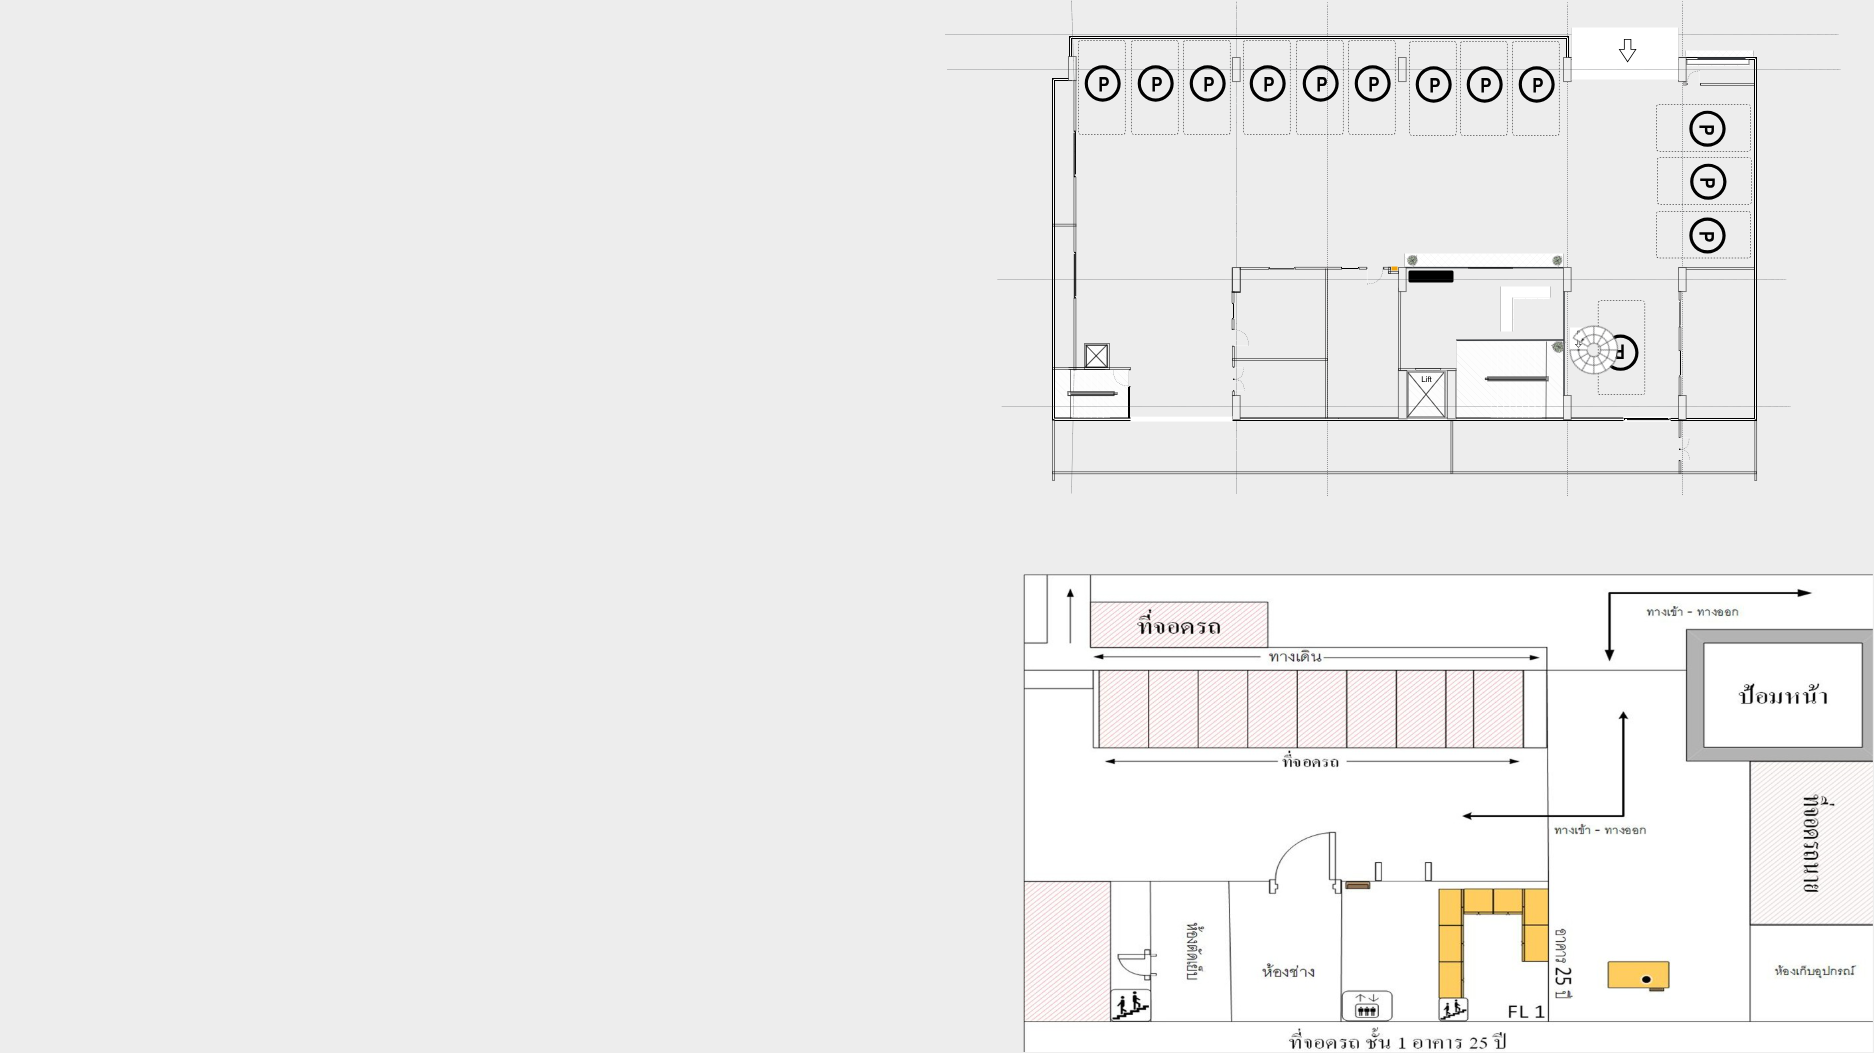 P P P P P P P P P
P
P
P
P
Lift
ที่จอดรถ
ทางเข้า - ทางออก
ทางเดิน
ป้อมหน้า
ที่จอดรถ
ทางเข้า - ทางออก
ที่จอดรถนาย
ห้องตัดเย็บ
ห้องช่าง
อาคาร 25 ปี
ห้องเก็บอุปกรณ์
FL 1
ที่จอดรถ ชั้น 1 อาคาร 25 ปี